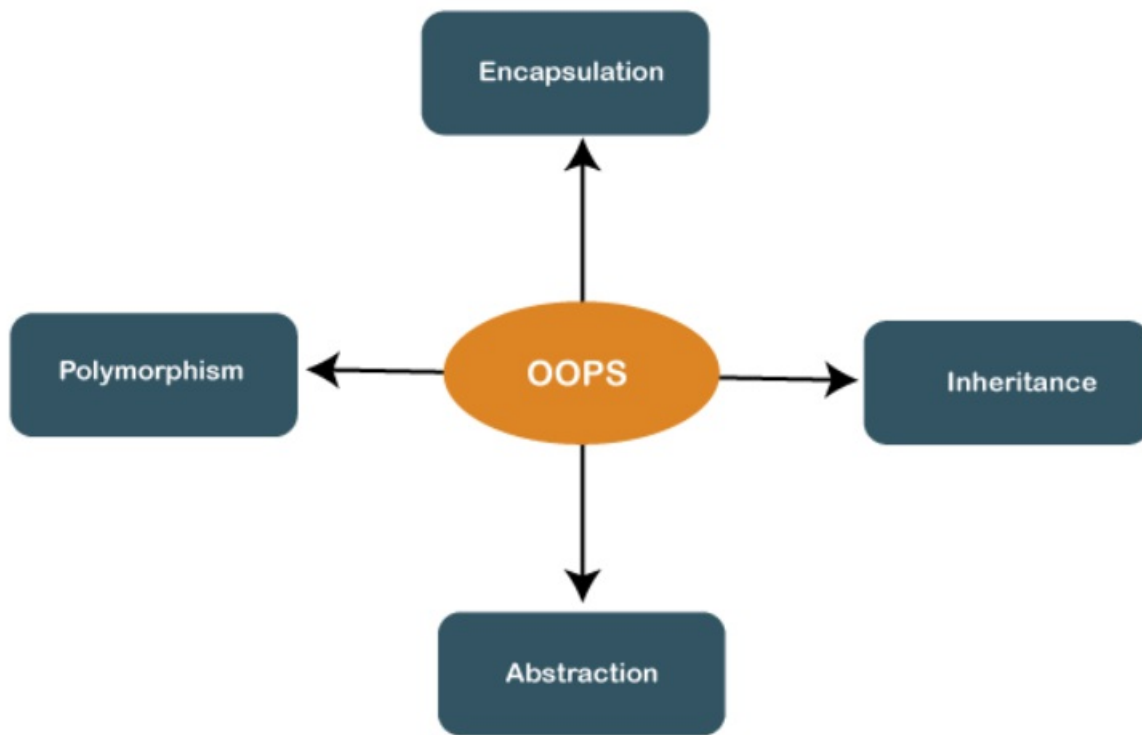 Encapsulation
Polymorphism
OOPS
Inheritance
Abstraction